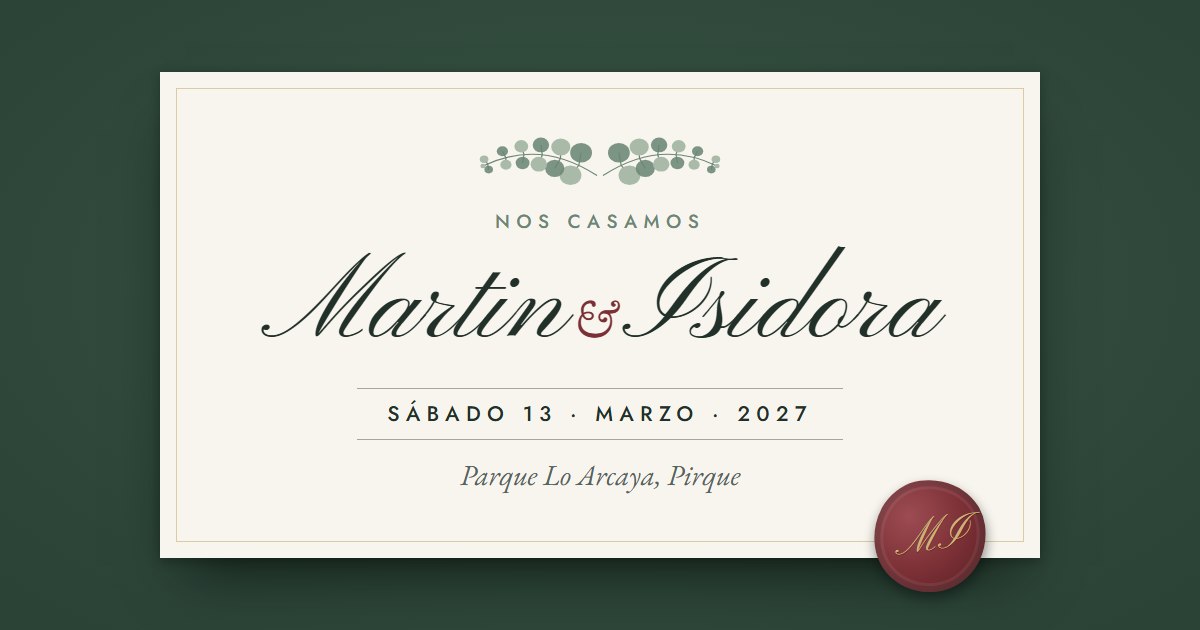 NOS CASAMOS
Martin & Isidora
SÁBADO 13 · MARZO · 2027
Parque Lo Arcaya, Pirque
MI